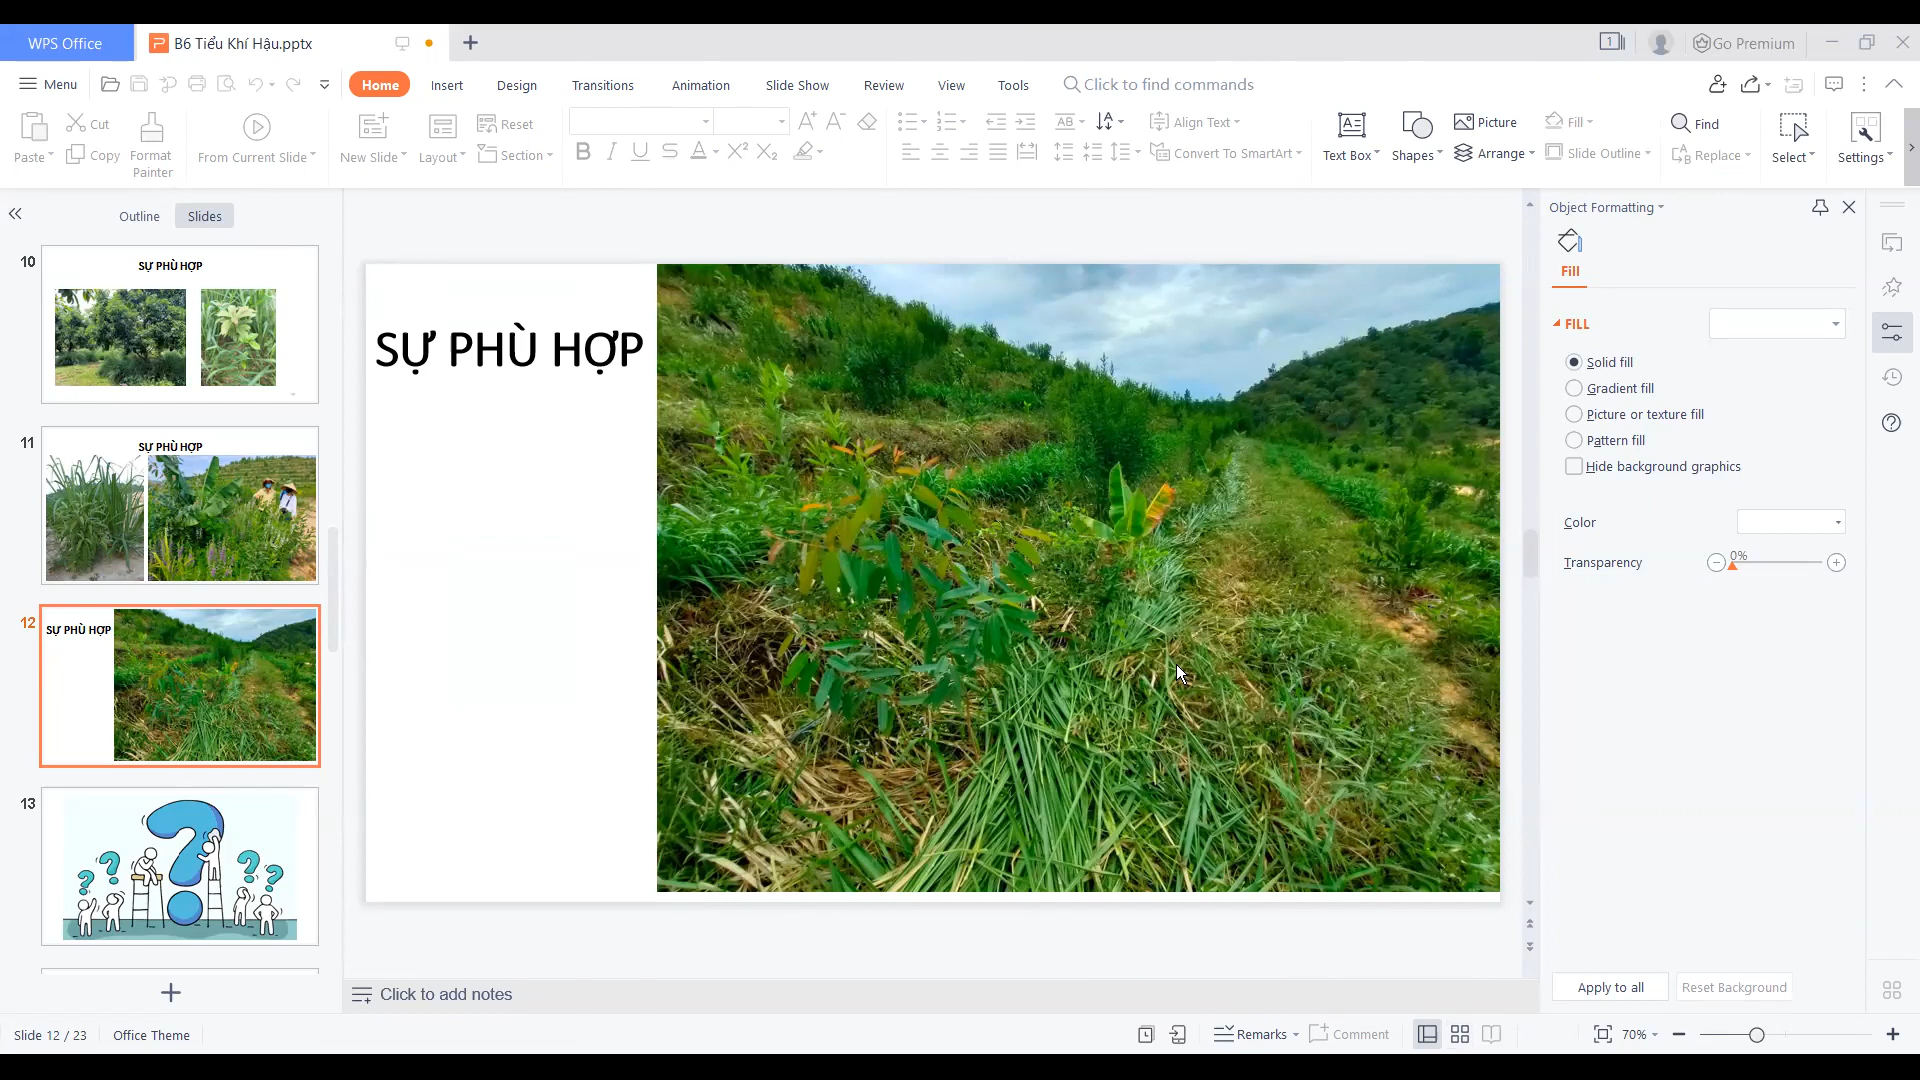 WPS Office
B6 Tiểu Khí Hậu.pptx
1
Go Premium
Menu
Home
Insert
Design
Transitions
Animation
Slide Show
Review
View
Tools
Click to find commands
Paste
Cut
Copy
Format
Painter
From Current Slide
New Slide
Layout
Reset
Section
Align Text
Convert To SmartArt
Text Box
Shapes
Picture
Arrange
Fill
Slide Outline
Find
Replace
Select
Settings
Outline
Slides
10
SỰ PHÙ HỢP
11
SỰ PHÙ HỢP
12
SỰ PHÙ HỢP
13
SỰ PHÙ HỢP
Object Formatting
Fill
FILL
Solid fill
Gradient fill
Picture or texture fill
Pattern fill
Hide background graphics
Color
Transparency
0%
Apply to all
Reset Background
Click to add notes
Slide 12 / 23
Office Theme
Remarks
Comment
70%